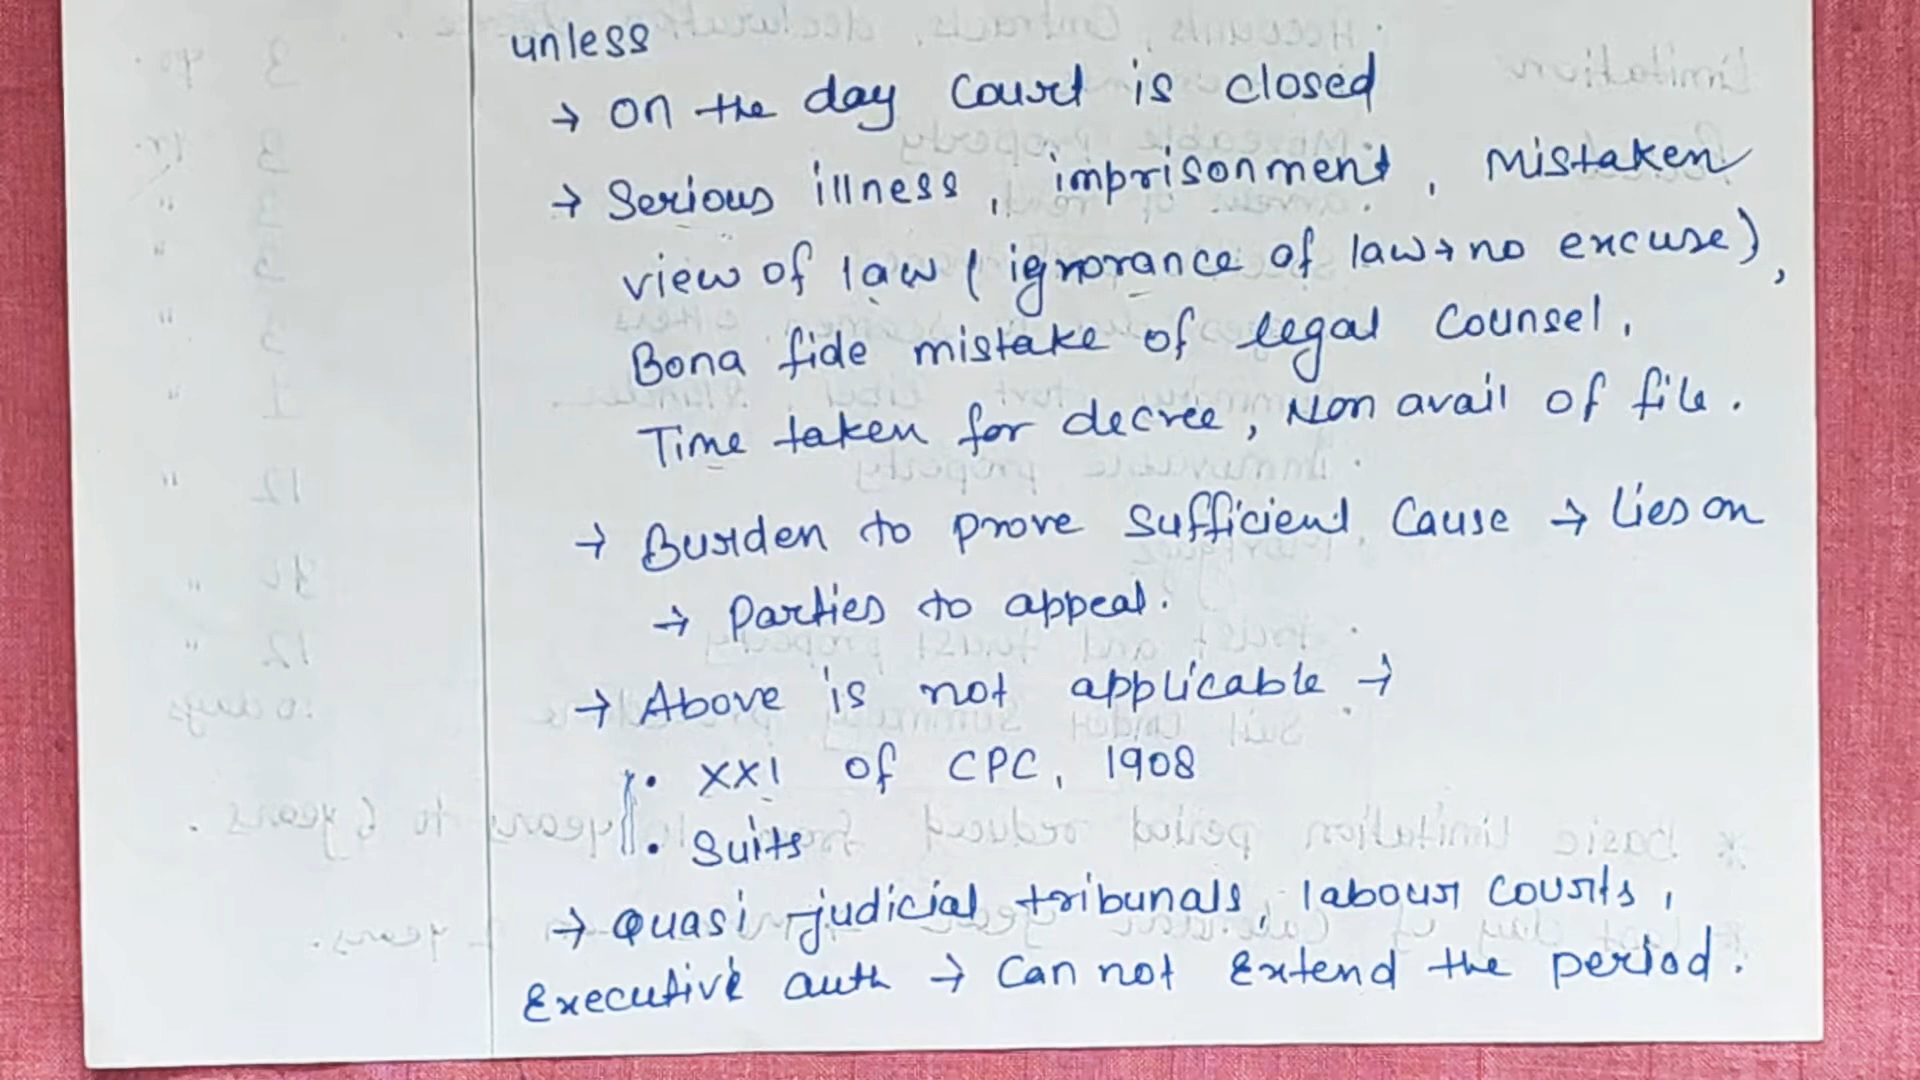 unless
→ on the day Court is closed
→ Serious illness, imprisonment, Mistaken
view of law (ignorance of law → no excuse),
Bona fide mistake of legal Counsel,
Time taken for decree, Non avail of file.
→ Burden to prove Sufficient Cause → Lies on
→ Parties to appeal.
→ Above is not applicable →
• XXI of CPC, 1908
• Suits
→ Quasi-judicial tribunals, labour courts,
Executive auth → Can not Extend the period.